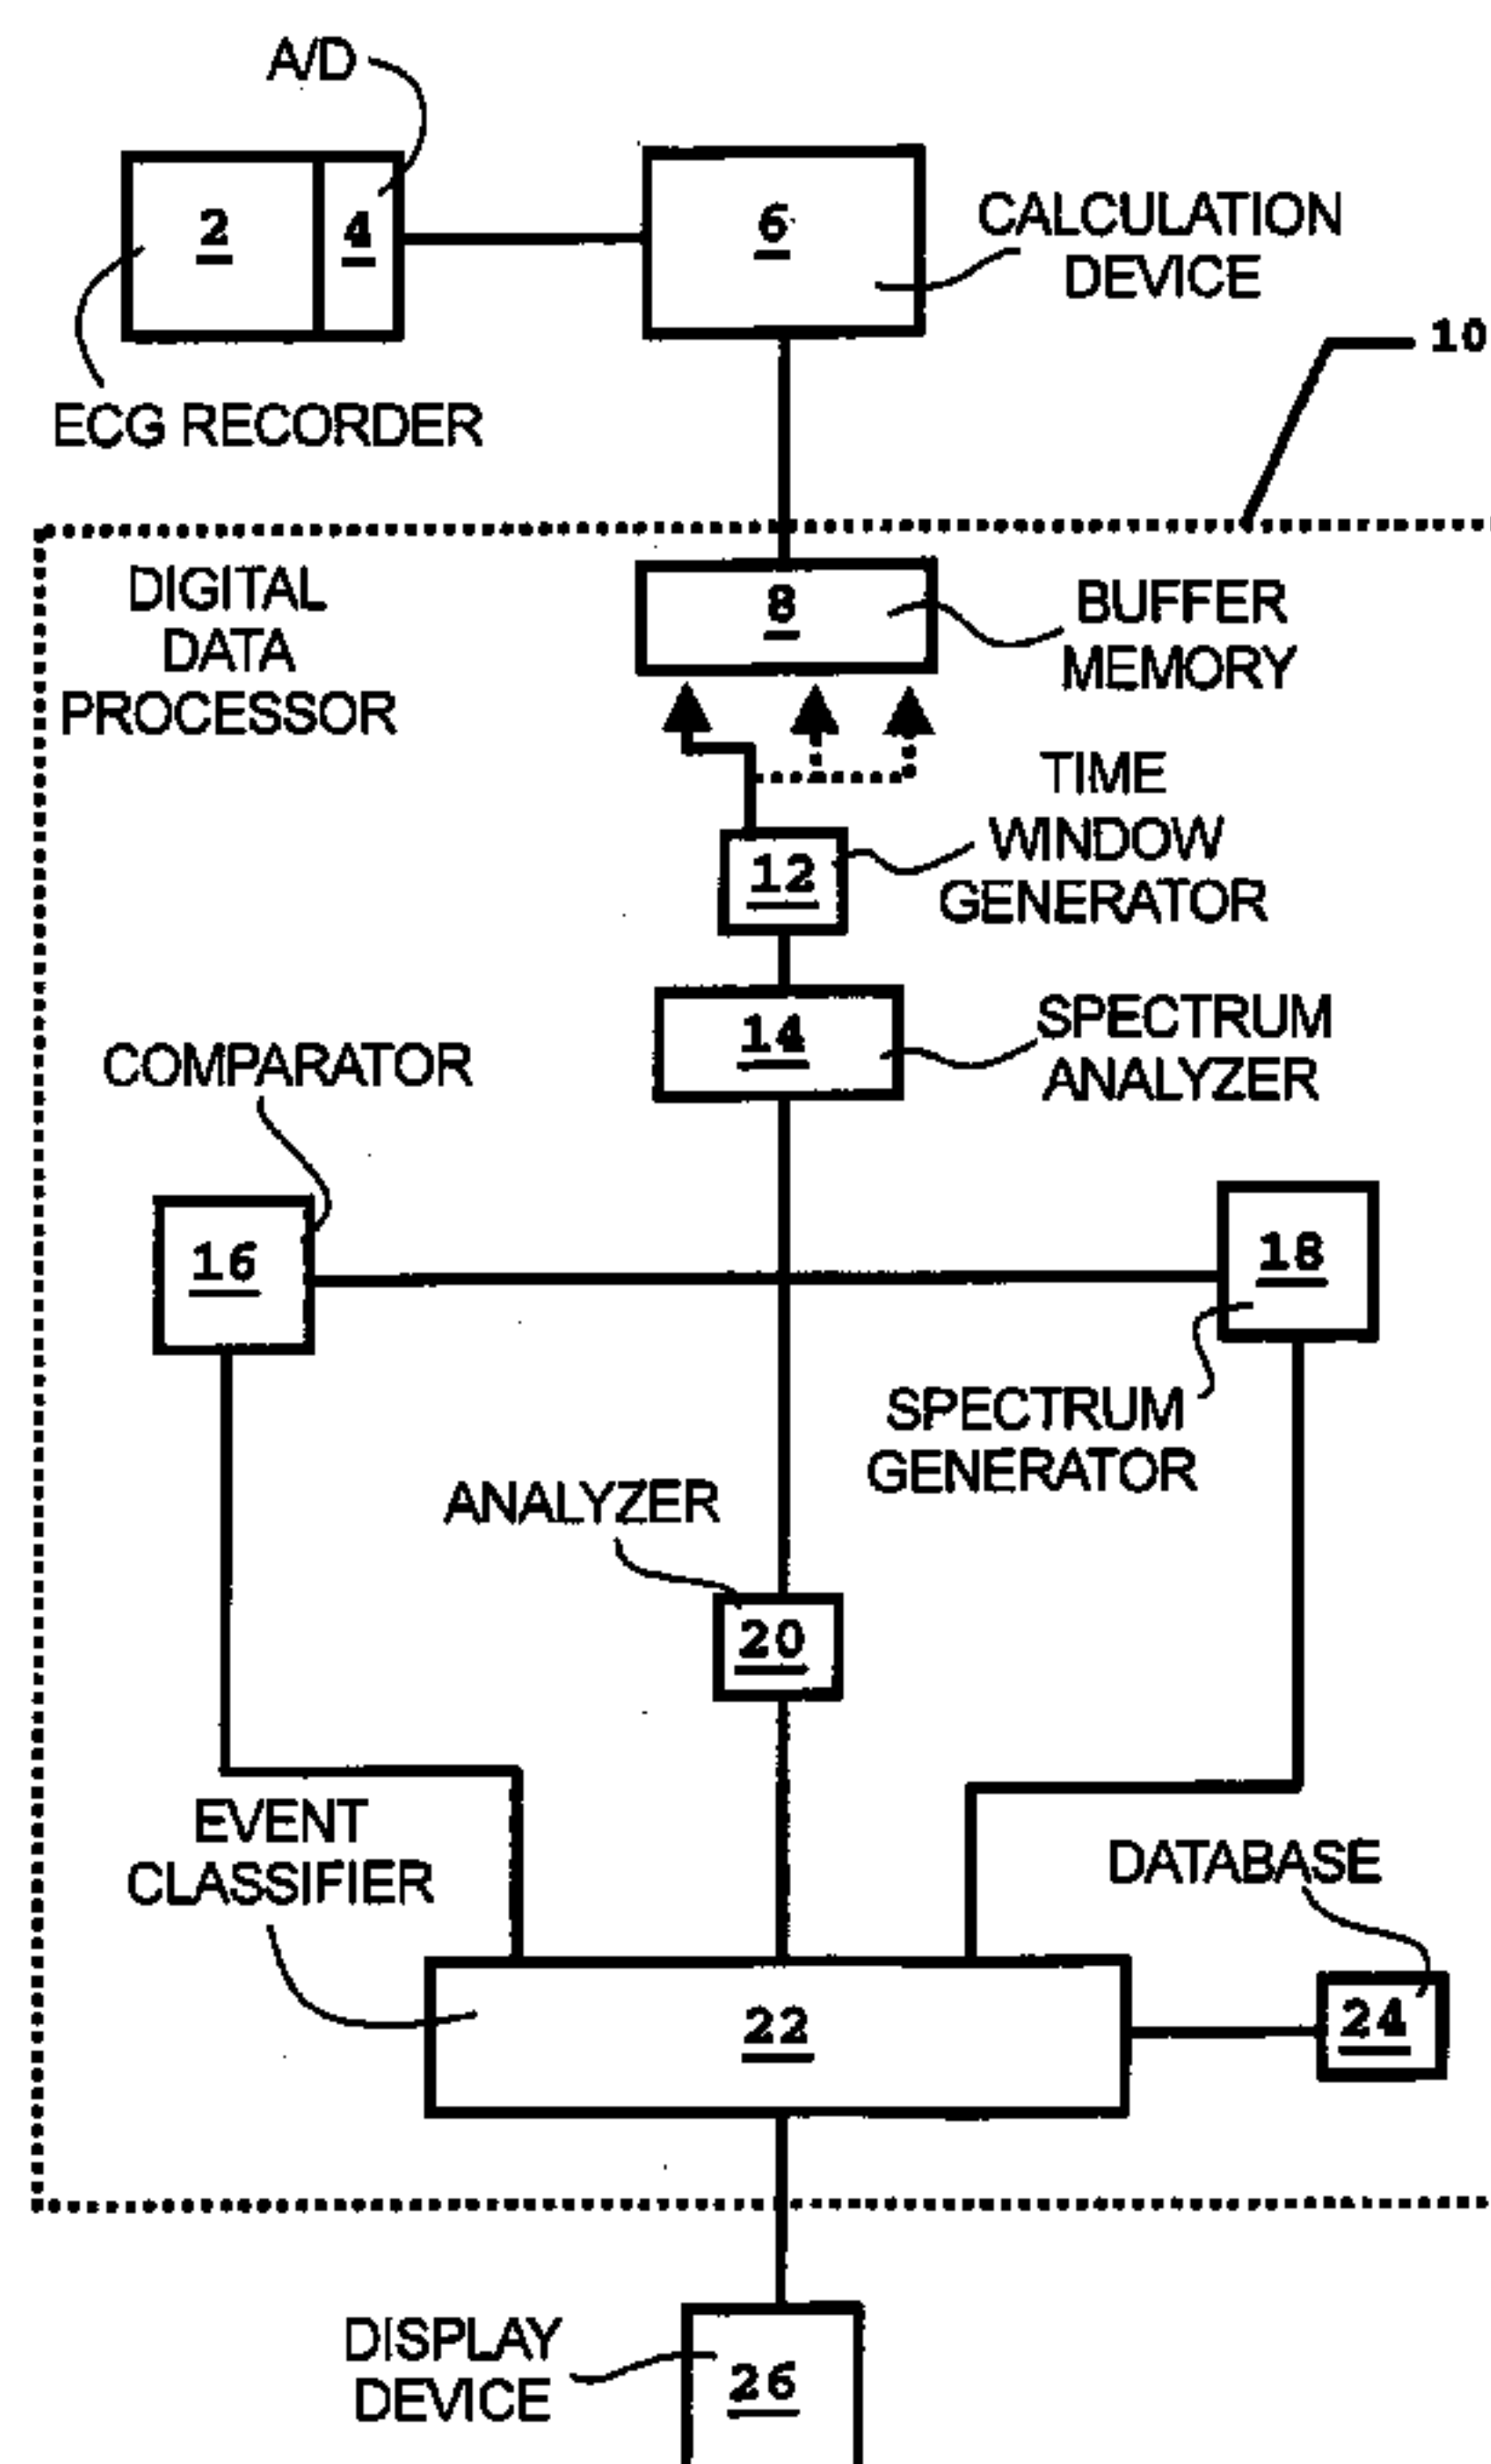 A/D
2
4
6
CALCULATION
DEVICE
10
ECG RECORDER
DIGITAL
DATA
PROCESSOR
8
BUFFER
MEMORY
TIME
WINDOW
GENERATOR
12
14
SPECTRUM
ANALYZER
COMPARATOR
16
18
SPECTRUM
GENERATOR
ANALYZER
20
EVENT
CLASSIFIER
DATABASE
22
24
DISPLAY
DEVICE
26